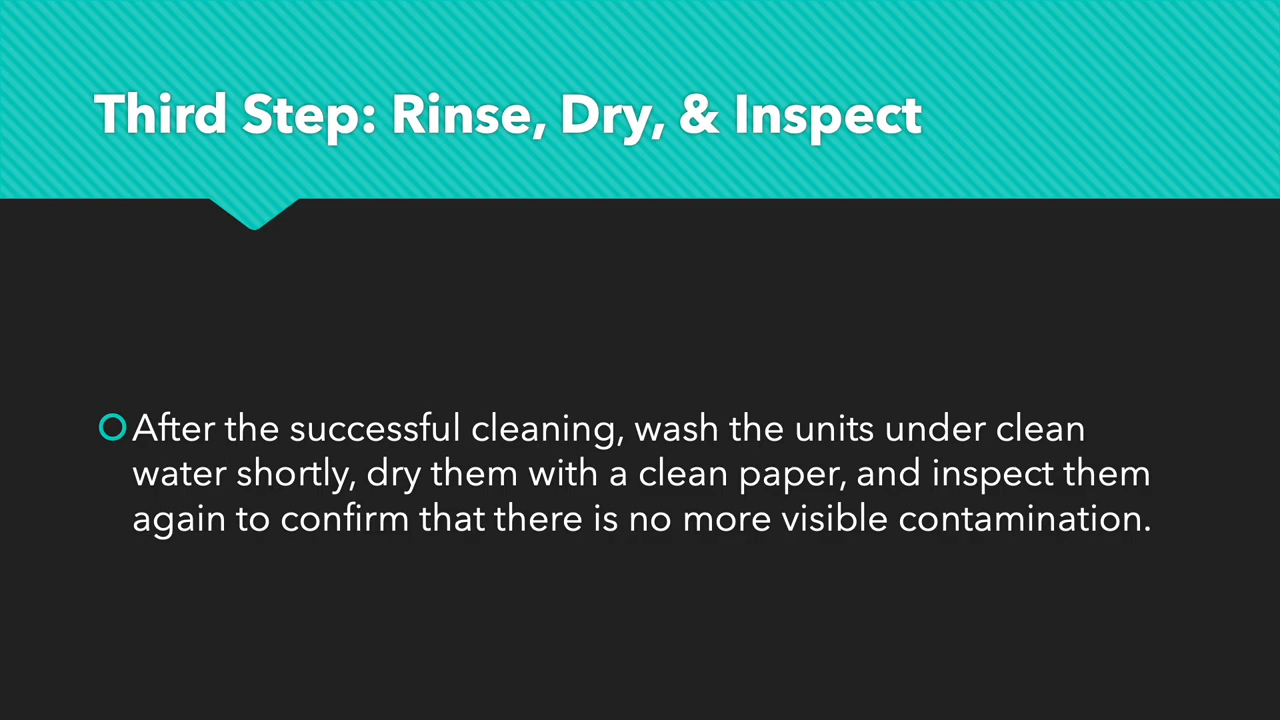 Third Step: Rinse, Dry, & Inspect
After the successful cleaning, wash the units under clean
water shortly, dry them with a clean paper, and inspect them
again to confirm that there is no more visible contamination.